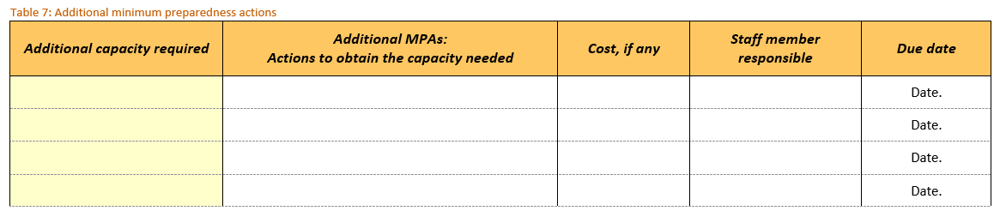 Table 7: Additional minimum preparedness actions
Additional capacity required
Additional MPAs:
Actions to obtain the capacity needed
Cost, if any
Staff member
responsible
Due date
Date.
Date.
Date.
Date.